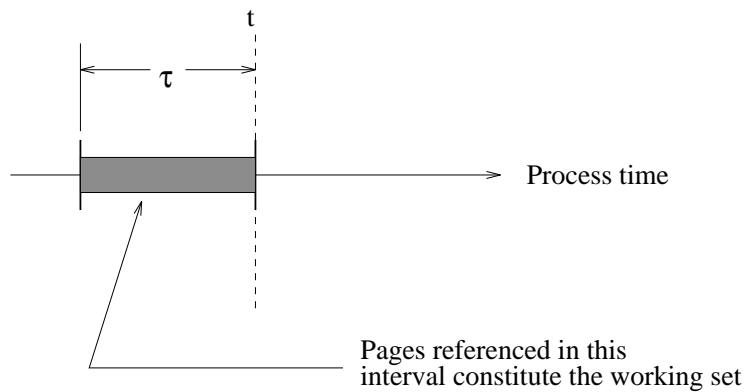 t
τ
Process time
Pages referenced in this
interval constitute the working set